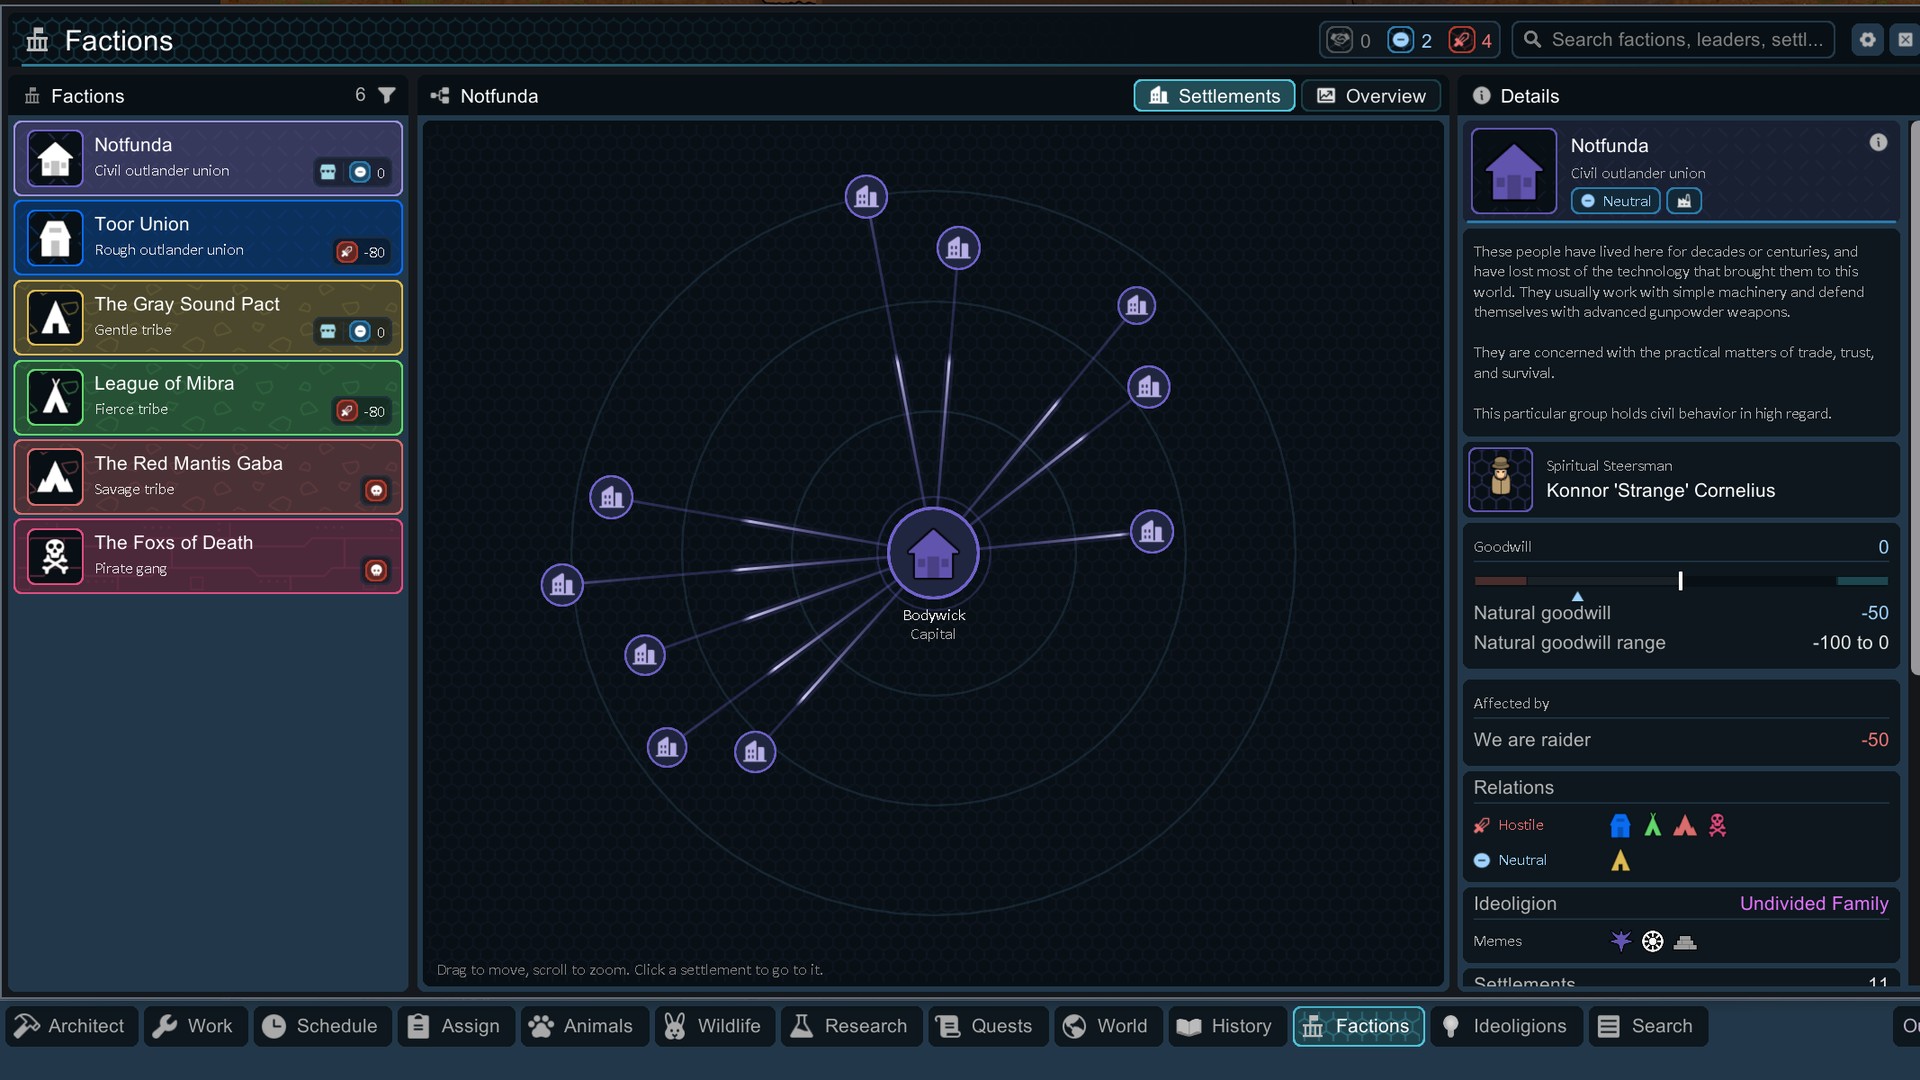 Factions
0
2
4
Search factions, leaders, settl...
Factions
6
Notfunda
Civil outlander union
0
Toor Union
Rough outlander union
-80
The Gray Sound Pact
Gentle tribe
0
League of Mibra
Fierce tribe
-80
The Red Mantis Gaba
Savage tribe
The Foxs of Death
Pirate gang
Notfunda
Settlements
Overview
Bodywick
Capital
Drag to move, scroll to zoom. Click a settlement to go to it.
Details
Notfunda
Civil outlander union
Neutral
These people have lived here for decades or centuries, and
have lost most of the technology that brought them to this
world. They usually work with simple machinery and defend
themselves with advanced gunpowder weapons.
They are concerned with the practical matters of trade, trust,
and survival.
This particular group holds civil behavior in high regard.
Spiritual Steersman
Konnor 'Strange' Cornelius
Goodwill 0
Natural goodwill -50
Natural goodwill range -100 to 0
Affected by
We are raider -50
Relations
Hostile
Neutral
Ideoligion Undivided Family
Memes
Settlements 11
Architect
Work
Schedule
Assign
Animals
Wildlife
Research
Quests
World
History
Factions
Ideoligions
Search